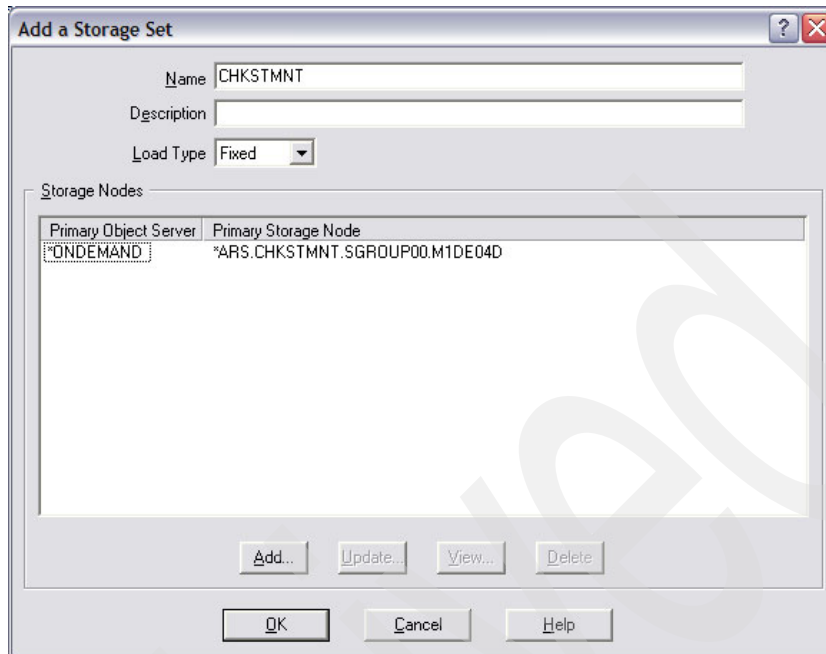 Add a Storage Set
Name CHKSTMNT
Description
Load Type Fixed
Storage Nodes
Primary Object Server Primary Storage Node
*ONDEMAND *ARS.CHKSTMNT.SGROUP00.M1DE04D
Add... Update... View... Delete
OK Cancel Help